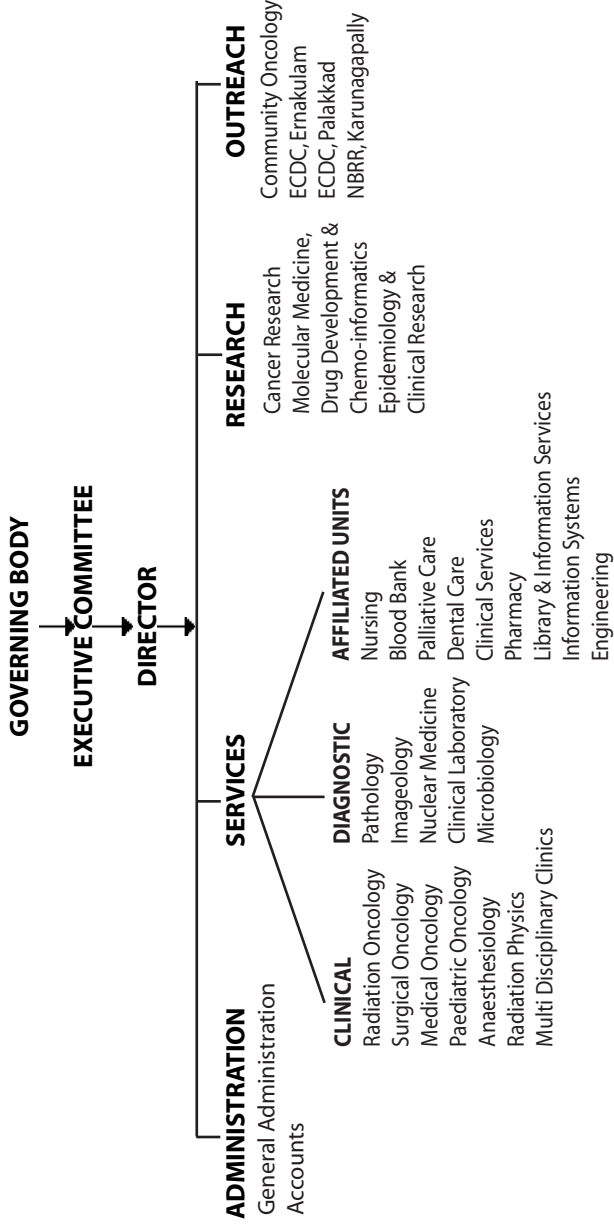 GOVERNING BODY
EXECUTIVE COMMITTEE
DIRECTOR
ADMINISTRATION
General Administration
Accounts
SERVICES
CLINICAL
Radiation Oncology
Surgical Oncology
Medical Oncology
Paediatric Oncology
Anaesthesiology
Radiation Physics
Multi Disciplinary Clinics
DIAGNOSTIC
Pathology
Imageology
Nuclear Medicine
Clinical Laboratory
Microbiology
AFFILIATED UNITS
Nursing
Blood Bank
Palliative Care
Dental Care
Clinical Services
Pharmacy
Library & Information Services
Information Systems
Engineering
RESEARCH
Cancer Research
Molecular Medicine,
Drug Development &
Chemo-informatics
Epidemiology &
Clinical Research
OUTREACH
Community Oncology
ECDC, Ernakulam
ECDC, Palakkad
NBRR, Karunagapally